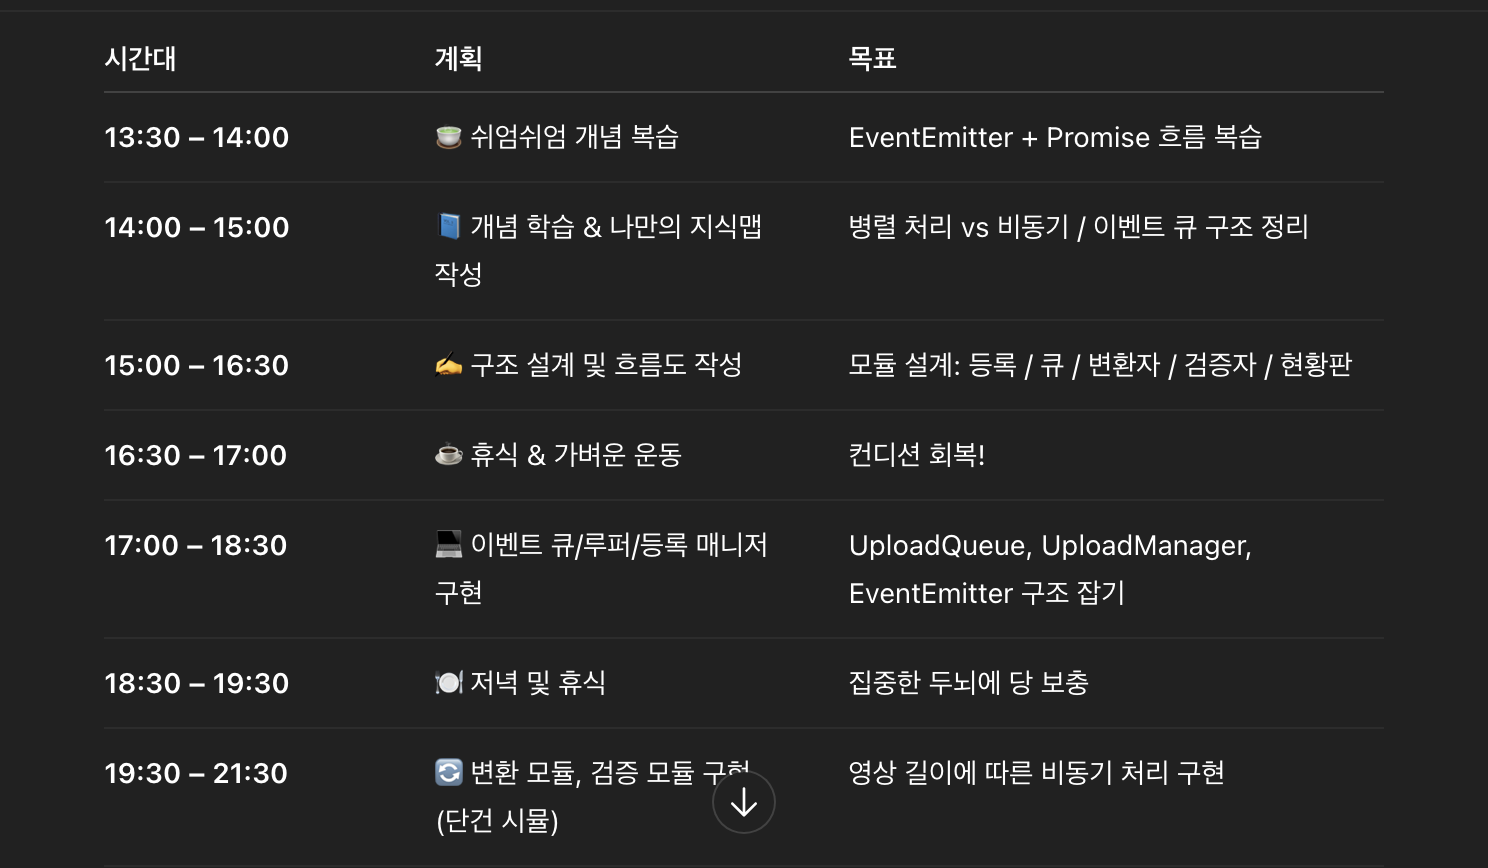 시간대 계획 목표
13:30 – 14:00 🍵 쉬엄쉬엄 개념 복습 EventEmitter + Promise 흐름 복습
14:00 – 15:00 📘 개념 학습 & 나만의 지식맵 병렬 처리 vs 비동기 / 이벤트 큐 구조 정리
작성
15:00 – 16:30 ✍️ 구조 설계 및 흐름도 작성 모듈 설계: 등록 / 큐 / 변환자 / 검증자 / 현황판
16:30 – 17:00 ☕ 휴식 & 가벼운 운동 컨디션 회복!
17:00 – 18:30 💻 이벤트 큐/루퍼/등록 매니저 UploadQueue, UploadManager,
구현 EventEmitter 구조 잡기
18:30 – 19:30 🍽️ 저녁 및 휴식 집중한 두뇌에 당 보충
19:30 – 21:30 🔄 변환 모듈, 검증 모듈 구현 영상 길이에 따른 비동기 처리 구현
(단건 시뮬)